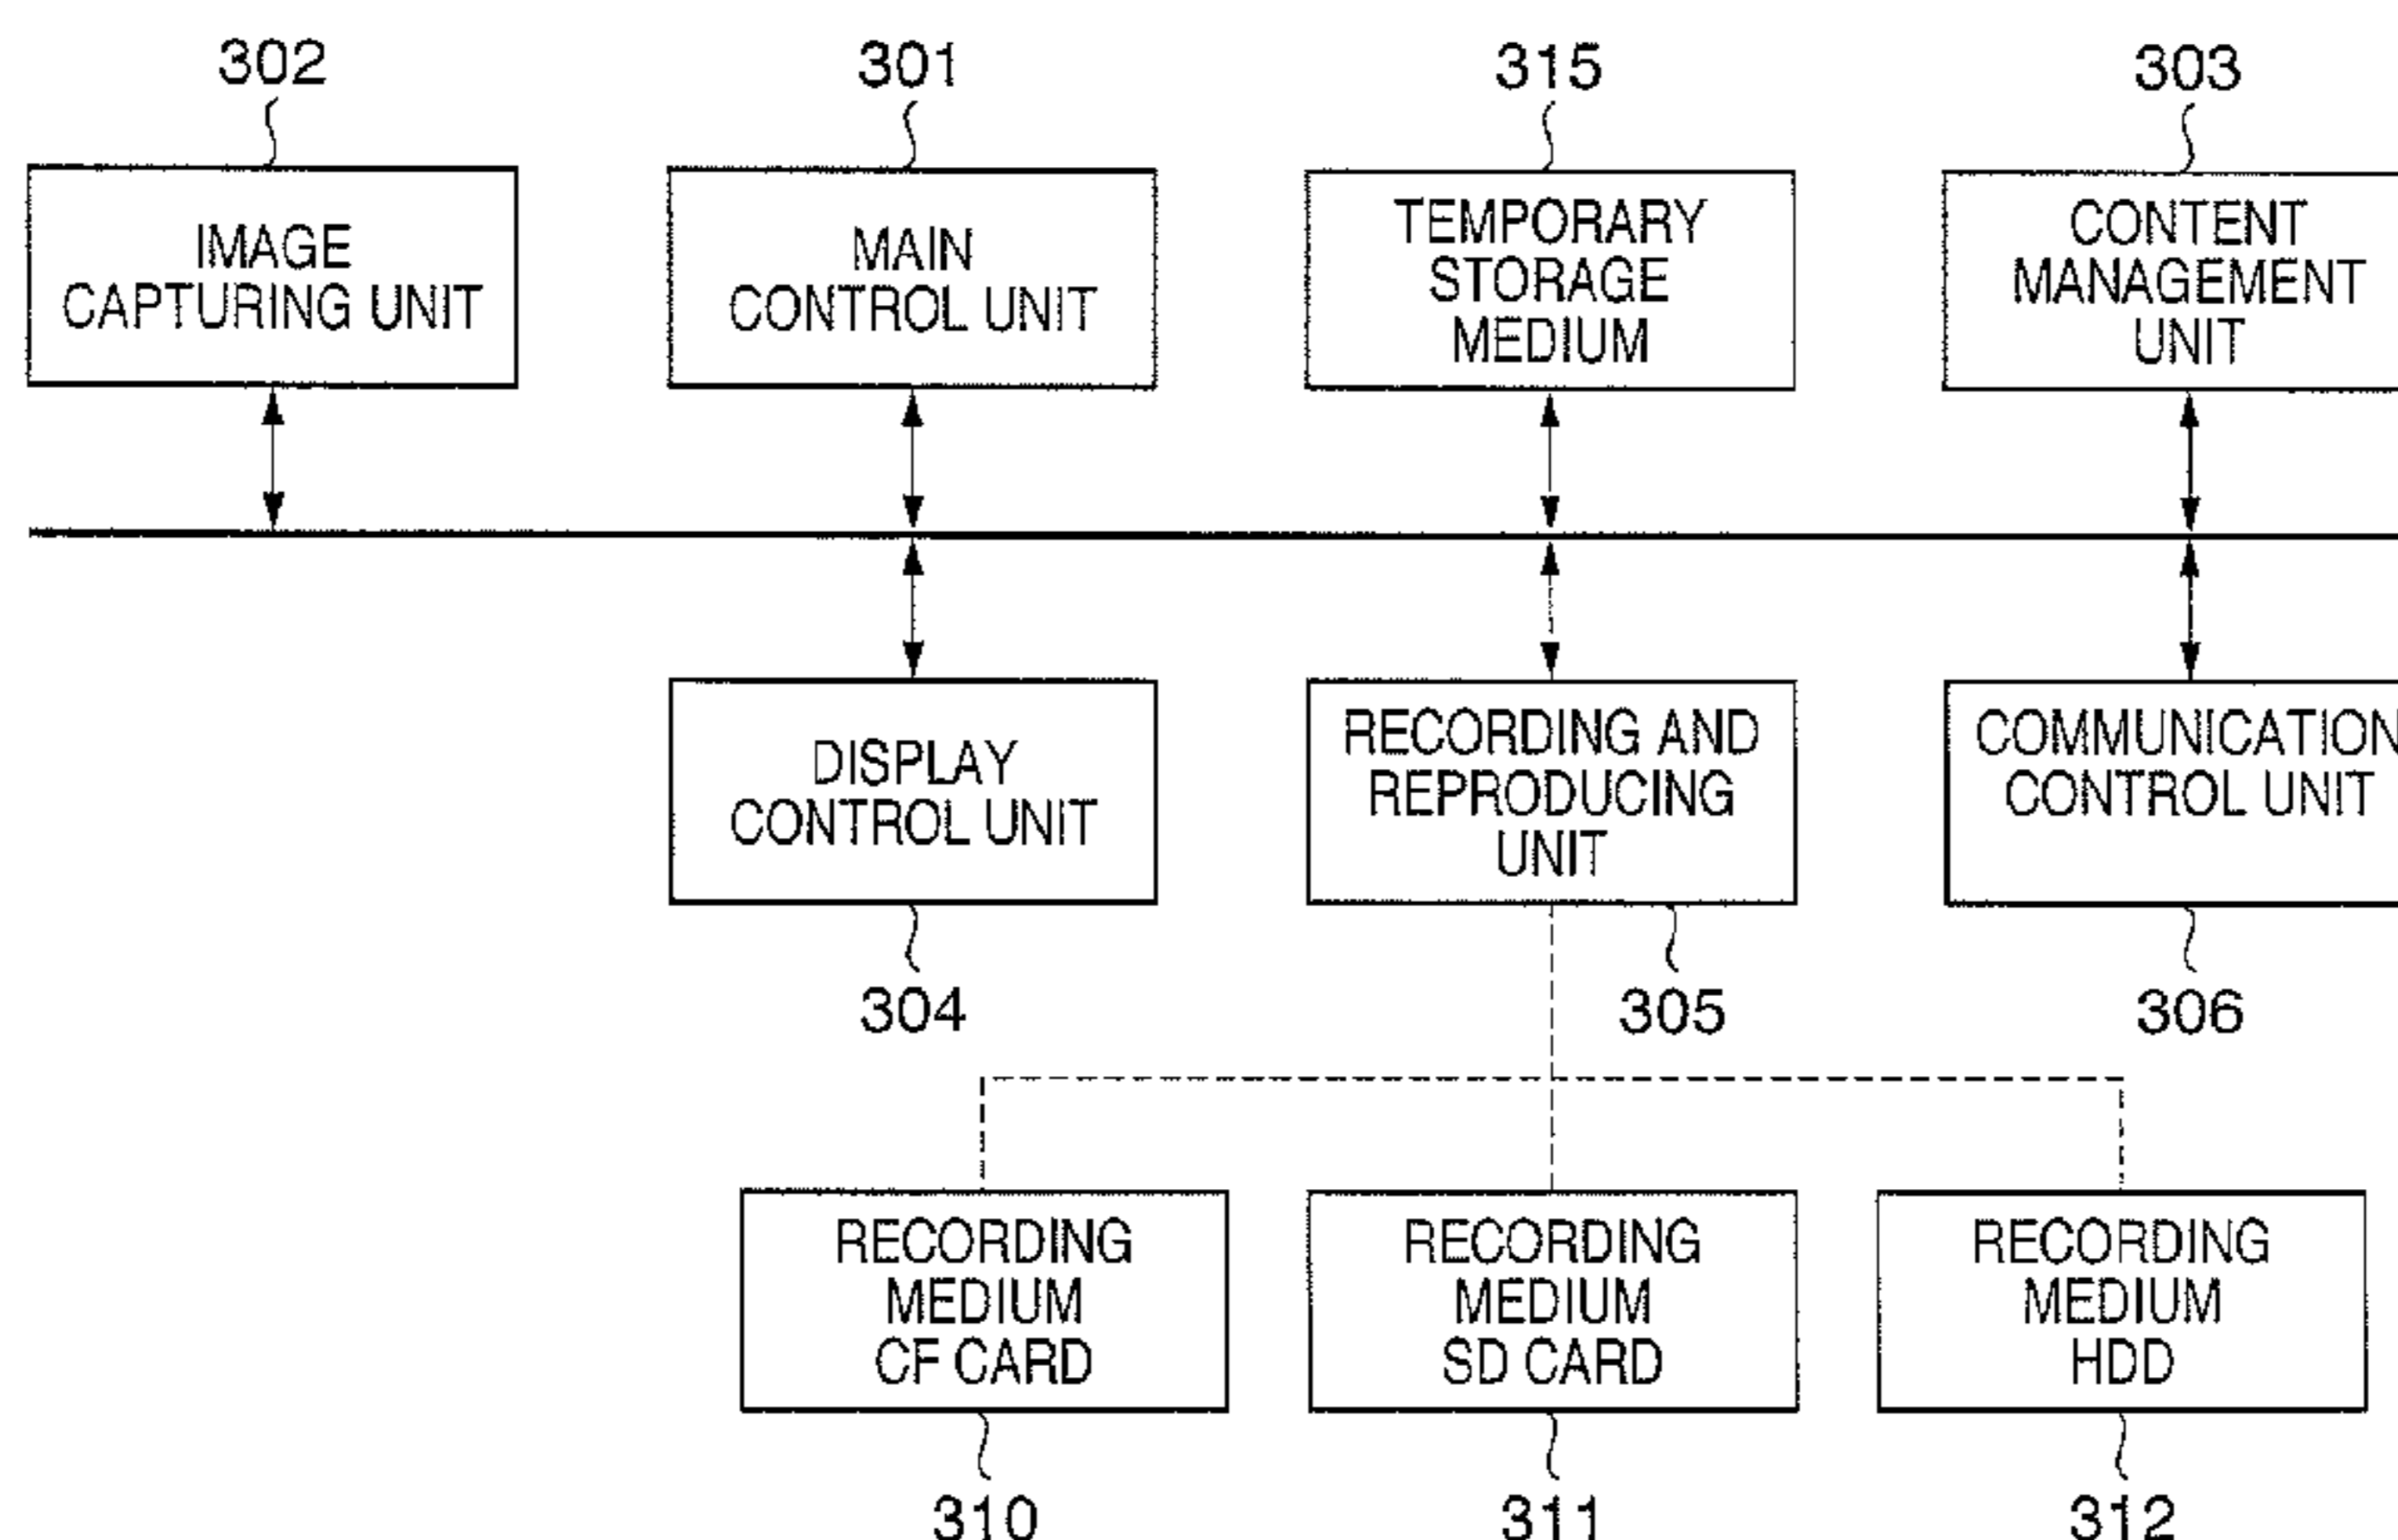 302
301
315
303
IMAGE
CAPTURING UNIT
MAIN
CONTROL UNIT
TEMPORARY
STORAGE
MEDIUM
CONTENT
MANAGEMENT
UNIT
DISPLAY
CONTROL UNIT
RECORDING AND
REPRODUCING
UNIT
COMMUNICATION
CONTROL UNIT
304
305
306
RECORDING
MEDIUM
CF CARD
RECORDING
MEDIUM
SD CARD
RECORDING
MEDIUM
HDD
310
311
312